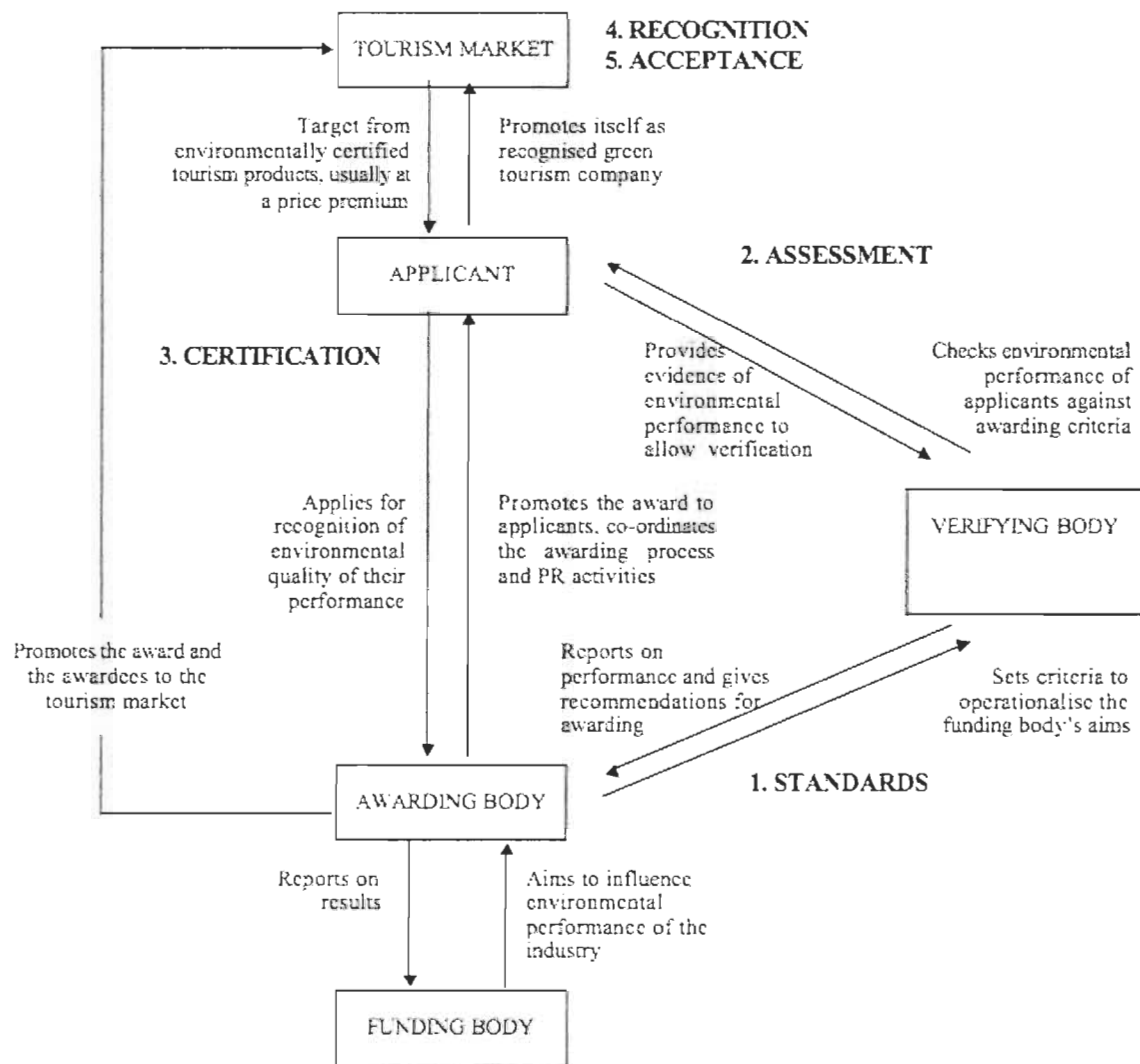 4. RECOGNITION
5. ACCEPTANCE
TOURISM MARKET
Target from
environmentally certified
tourism products, usually at
a price premium
Promotes itself as
recognised green
tourism company
APPLICANT
2. ASSESSMENT
3. CERTIFICATION
Provides
evidence of
environmental
performance to
allow verification
Checks environmental
performance of
applicants against
awarding criteria
Applies for
recognition of
environmental
quality of their
performance
Promotes the award to
applicants, co-ordinates
the awarding process
and PR activities
VERIFYING BODY
Promotes the award and
the awardees to the
tourism market
Reports on
performance and gives
recommendations for
awarding
Sets criteria to
operationalise the
funding body's aims
1. STANDARDS
AWARDING BODY
Reports on
results
Aims to influence
environmental
performance of the
industry
FUNDING BODY